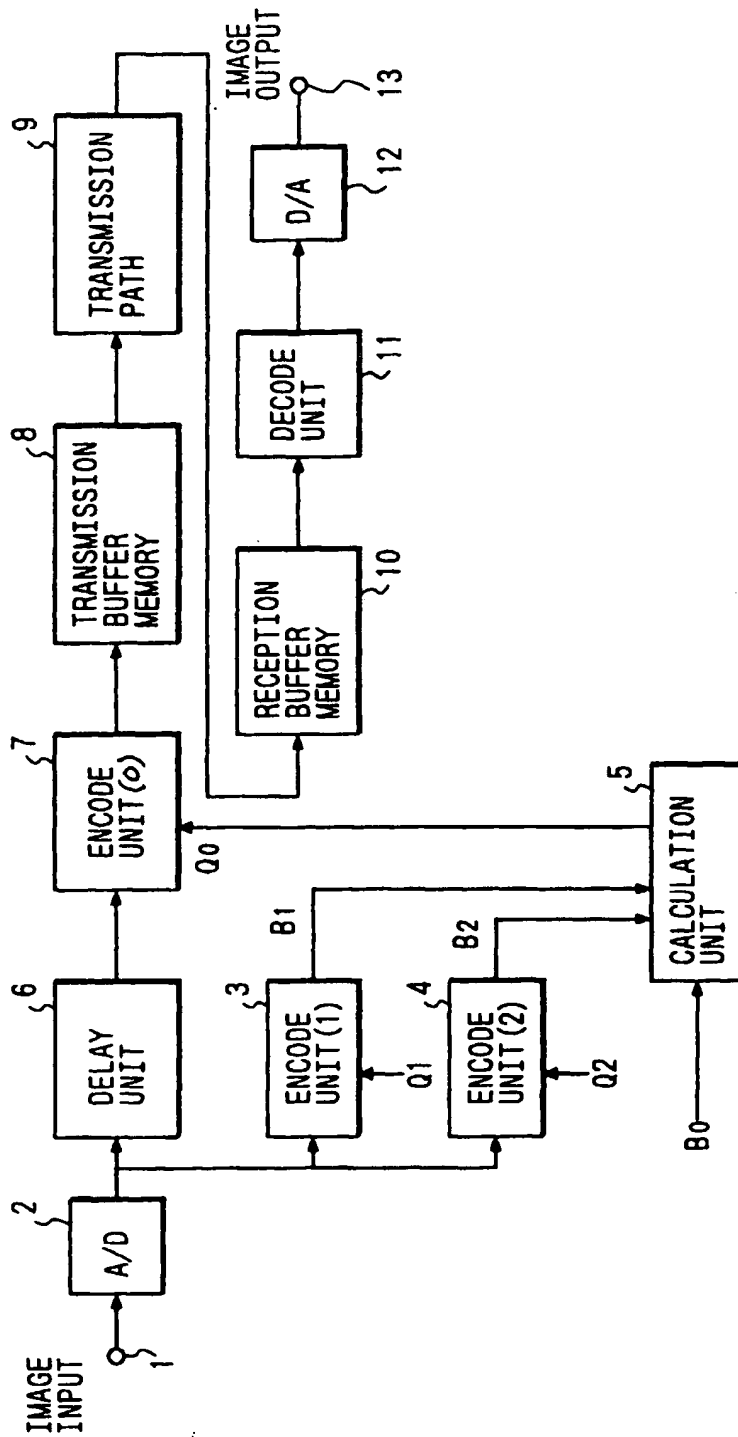 IMAGE
INPUT
1
2
A/D
6
DELAY
UNIT
7
ENCODE
UNIT(0)
Q0
8
TRANSMISSION
BUFFER
MEMORY
9
TRANSMISSION
PATH
3
ENCODE
UNIT(1)
Q1
B1
4
ENCODE
UNIT(2)
Q2
B2
5
CALCULATION
UNIT
B0
RECEPTION
BUFFER
MEMORY
10
DECODE
UNIT
11
D/A
12
IMAGE
OUTPUT
13